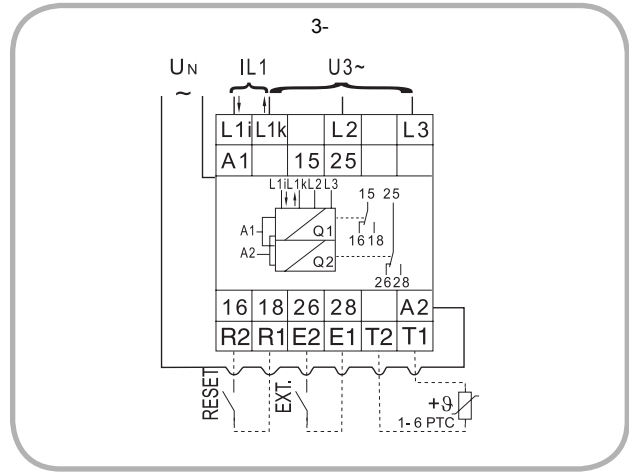 3-
UN IL1 U3~
~
L1i L1k L2 L3
A1 15 25
L1i L1k L2 L3
15 25
A1
Q1
16 18
A2
Q2
26 28
16 18 26 28 A2
R2 R1 E2 E1 T2 T1
RESET
EXT.
+ϑ
1-6 PTC